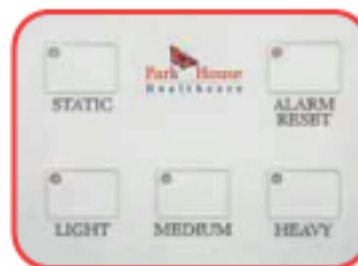 Park House
Healthcare
STATIC
ALARM
RESET
LIGHT
MEDIUM
HEAVY